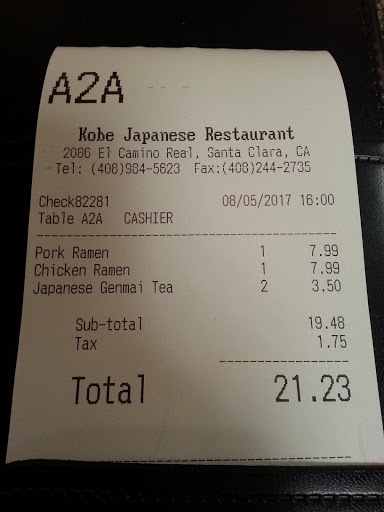 A2A
Kobe Japanese Restaurant
2086 El Camino Real, Santa Clara, CA
Tel: (408)984-5623 Fax:(408)244-2735
Check82281 08/05/2017 16:00
Table A2A CASHIER
Pork Ramen 1 7.99
Chicken Ramen 1 7.99
Japanese Genmai Tea 2 3.50
Sub-total 19.48
Tax 1.75
Total 21.23